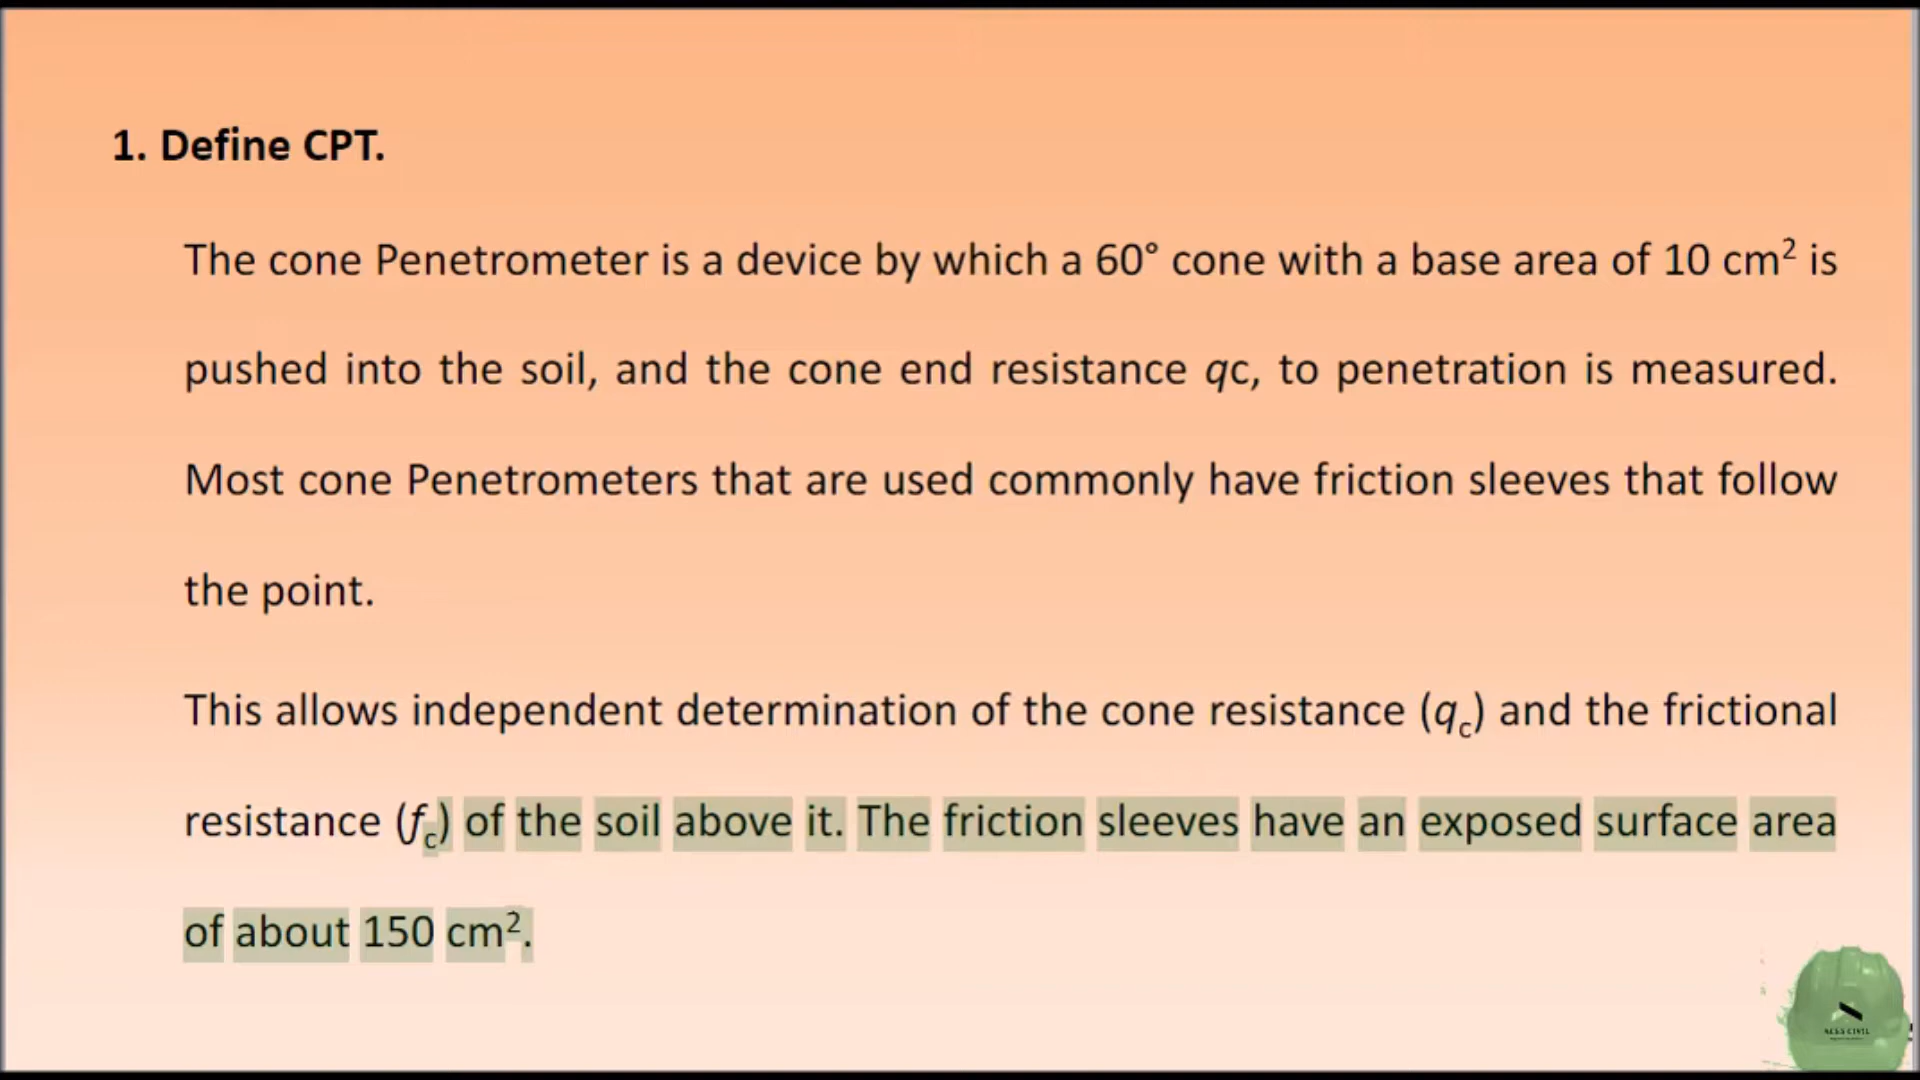 1. Define CPT.
The cone Penetrometer is a device by which a 60° cone with a base area of 10 cm² is
pushed into the soil, and the cone end resistance qc, to penetration is measured.
Most cone Penetrometers that are used commonly have friction sleeves that follow
the point.
This allows independent determination of the cone resistance (qc) and the frictional
resistance (fc) of the soil above it. The friction sleeves have an exposed surface area
of about 150 cm².
ACES CIVIL